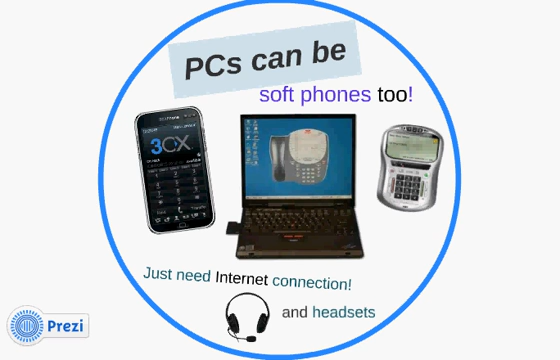 PCs can be
soft phones too!
3CX
Just need Internet connection!
and headsets
Prezi